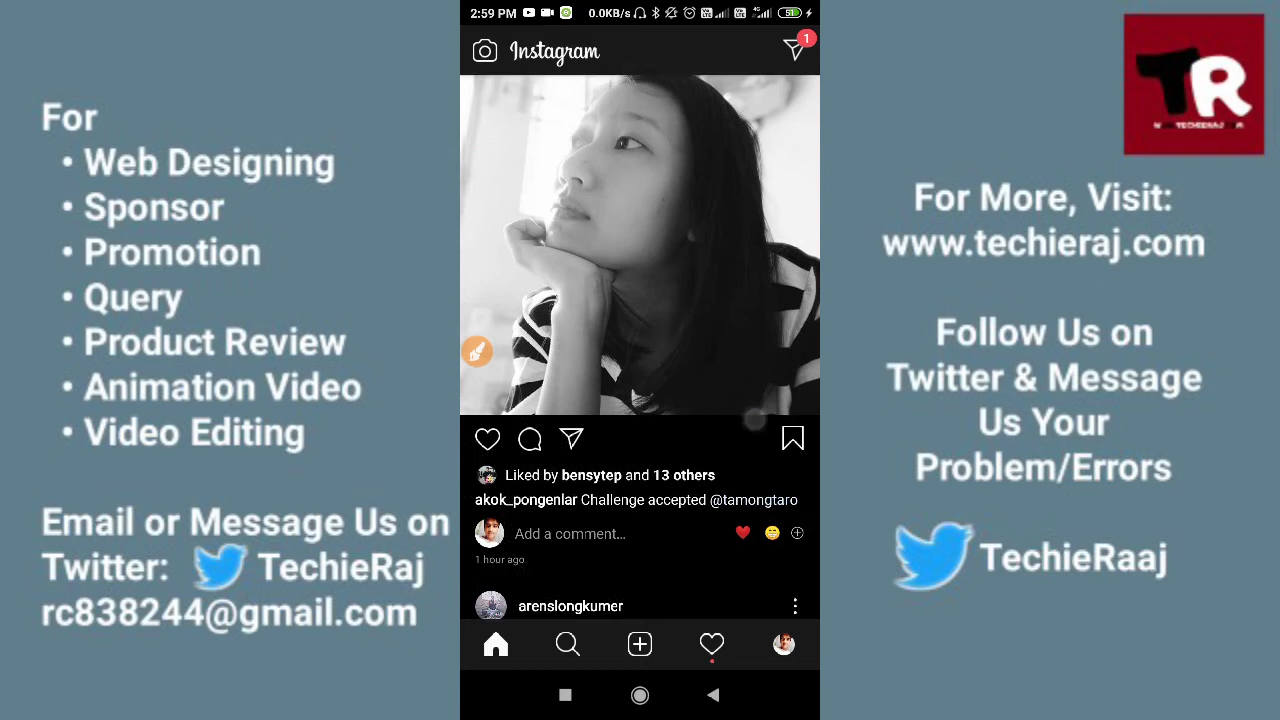 For
• Web Designing
• Sponsor
• Promotion
• Query
• Product Review
• Animation Video
• Video Editing
Email or Message Us on
Twitter: TechieRaj
rc838244@gmail.com
2:59 PM 0.0KB/s 4G 51
Instagram 1
Liked by bensytep and 13 others
akok_pongenlar Challenge accepted @tamongtaro
Add a comment...
1 hour ago
arenslongkumer
TR
For More, Visit:
www.techieraj.com
Follow Us on
Twitter & Message
Us Your
Problem/Errors
TechieRaaj